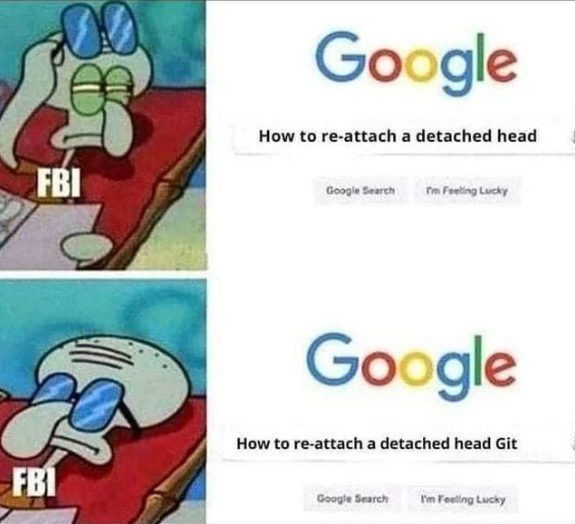 Google
How to re-attach a detached head
FBI
Google Search I'm Feeling Lucky
Google
How to re-attach a detached head Git
FBI
Google Search I'm Feeling Lucky